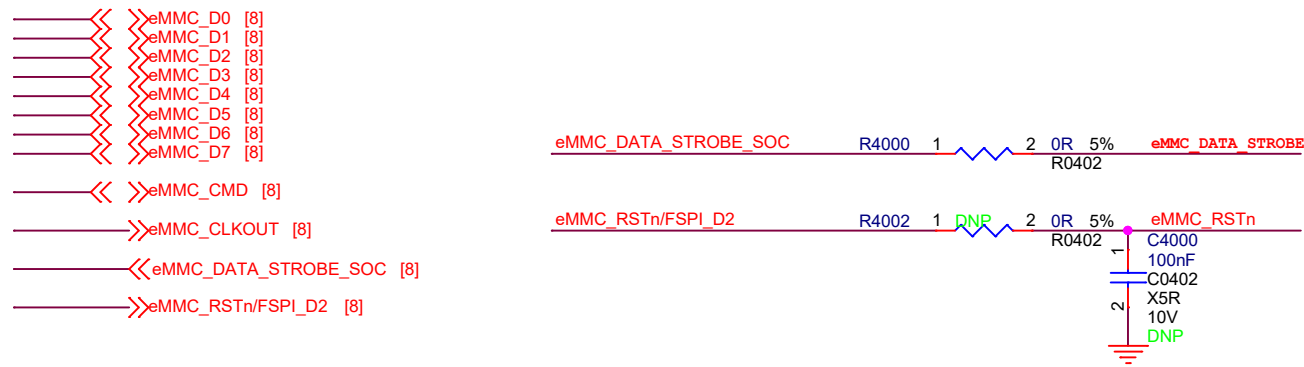 eMMC_D0 [8]
eMMC_D1 [8]
eMMC_D2 [8]
eMMC_D3 [8]
eMMC_D4 [8]
eMMC_D5 [8]
eMMC_D6 [8]
eMMC_D7 [8]
eMMC_CMD [8]
eMMC_CLKOUT [8]
eMMC_DATA_STROBE_SOC [8]
eMMC_RSTn/FSPI_D2 [8]
eMMC_DATA_STROBE_SOC R4000 1 2 0R 5% eMMC_DATA_STROBE
R0402
eMMC_RSTn/FSPI_D2 R4002 1 DNP 2 0R 5% eMMC_RSTn
R0402
1
C4000
100nF
C0402
X5R
2
10V
DNP